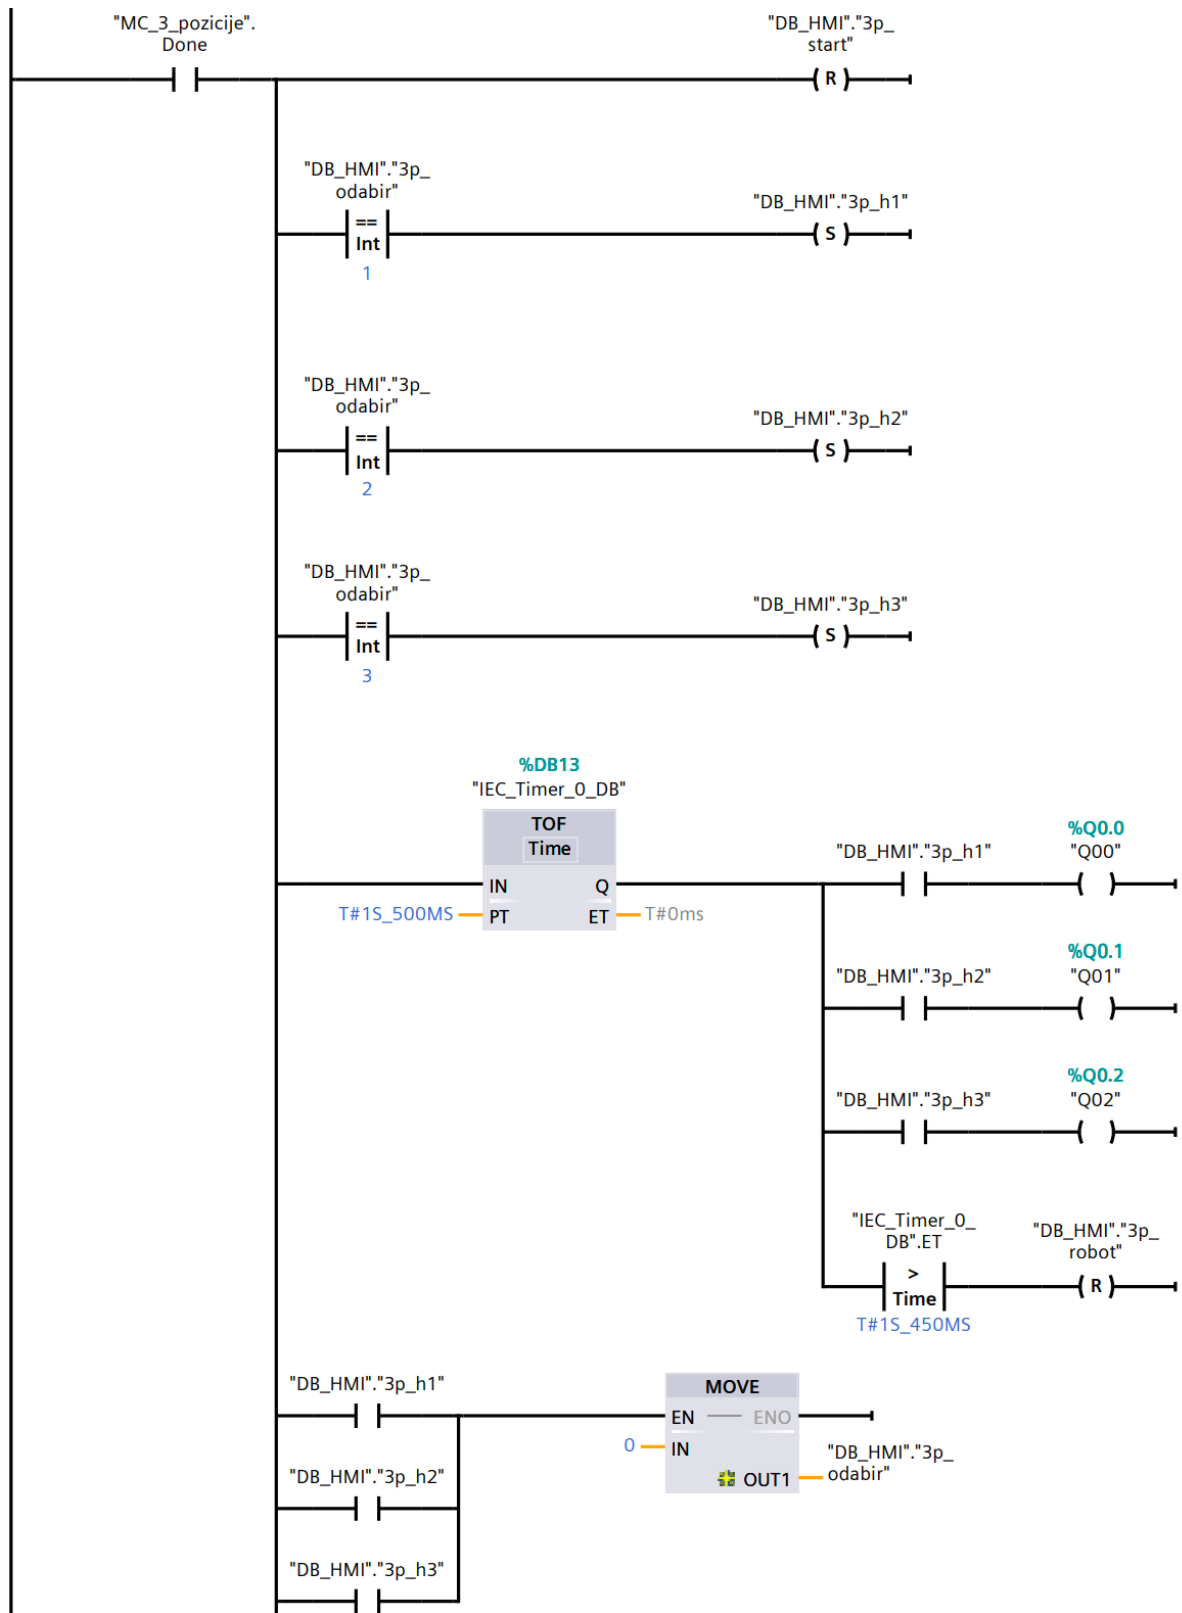 "MC_3_pozicije".
Done
"DB_HMI"."3p_
start"
R
"DB_HMI"."3p_
odabir"
==
Int
1
"DB_HMI"."3p_h1"
S
"DB_HMI"."3p_
odabir"
==
Int
2
"DB_HMI"."3p_h2"
S
"DB_HMI"."3p_
odabir"
==
Int
3
"DB_HMI"."3p_h3"
S
%DB13
"IEC_Timer_0_DB"
TOF
Time
IN Q
T#1S_500MS PT ET T#0ms
"DB_HMI"."3p_h1"
%Q0.0
"Q00"
"DB_HMI"."3p_h2"
%Q0.1
"Q01"
"DB_HMI"."3p_h3"
%Q0.2
"Q02"
"IEC_Timer_0_
DB".ET
>
Time
T#1S_450MS
"DB_HMI"."3p_
robot"
R
"DB_HMI"."3p_h1"
"DB_HMI"."3p_h2"
"DB_HMI"."3p_h3"
MOVE
EN ENO
0 IN
OUT1
"DB_HMI"."3p_
odabir"